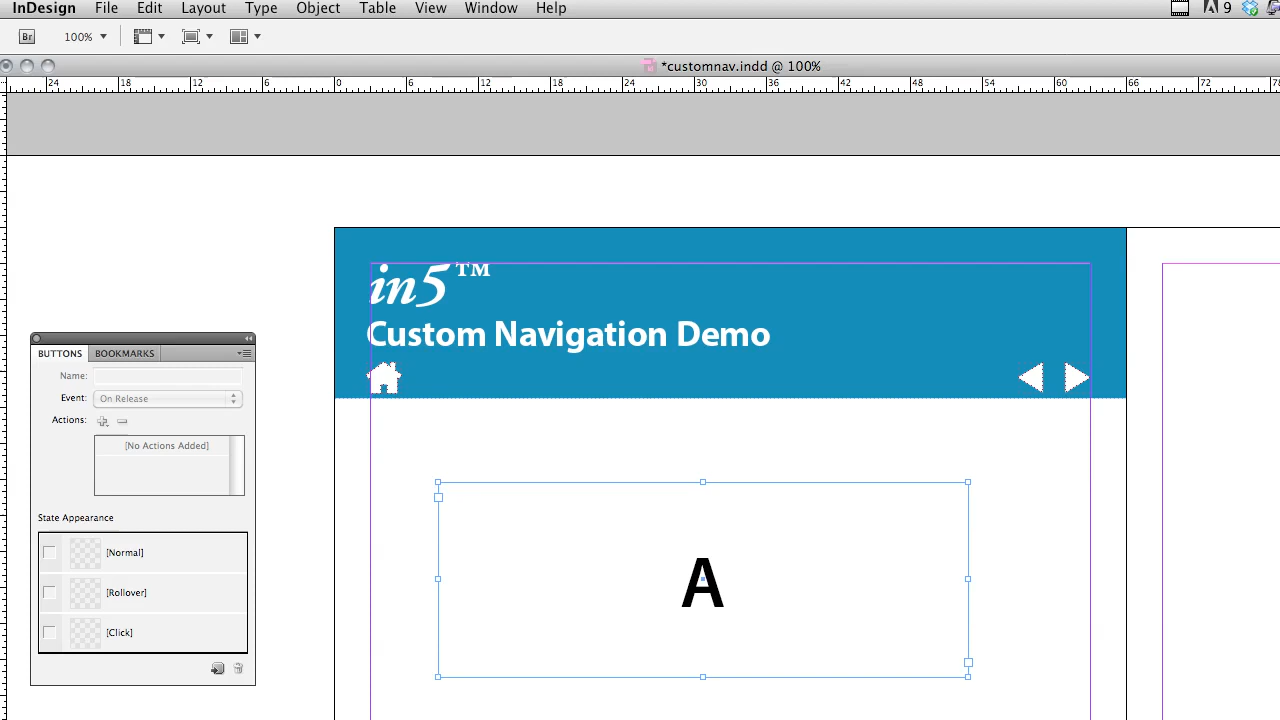 InDesign File Edit Layout Type Object Table View Window Help
9
Br 100%
*customnav.indd @ 100%
24 18 12 6 0 6 12 18 24 30 36 42 48 54 60 66 72 78
in5™
Custom Navigation Demo
BUTTONS BOOKMARKS
Name:
Event: On Release
Actions:
[No Actions Added]
State Appearance
[Normal]
[Rollover]
[Click]
A